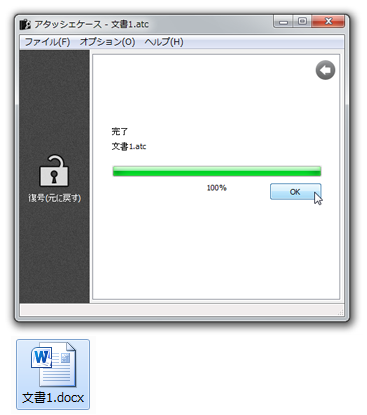 アタッシェケース - 文書1.atc
ファイル(F) オプション(O) ヘルプ(H)
完了
文書1.atc
100%
OK
復号(元に戻す)
文書1.docx